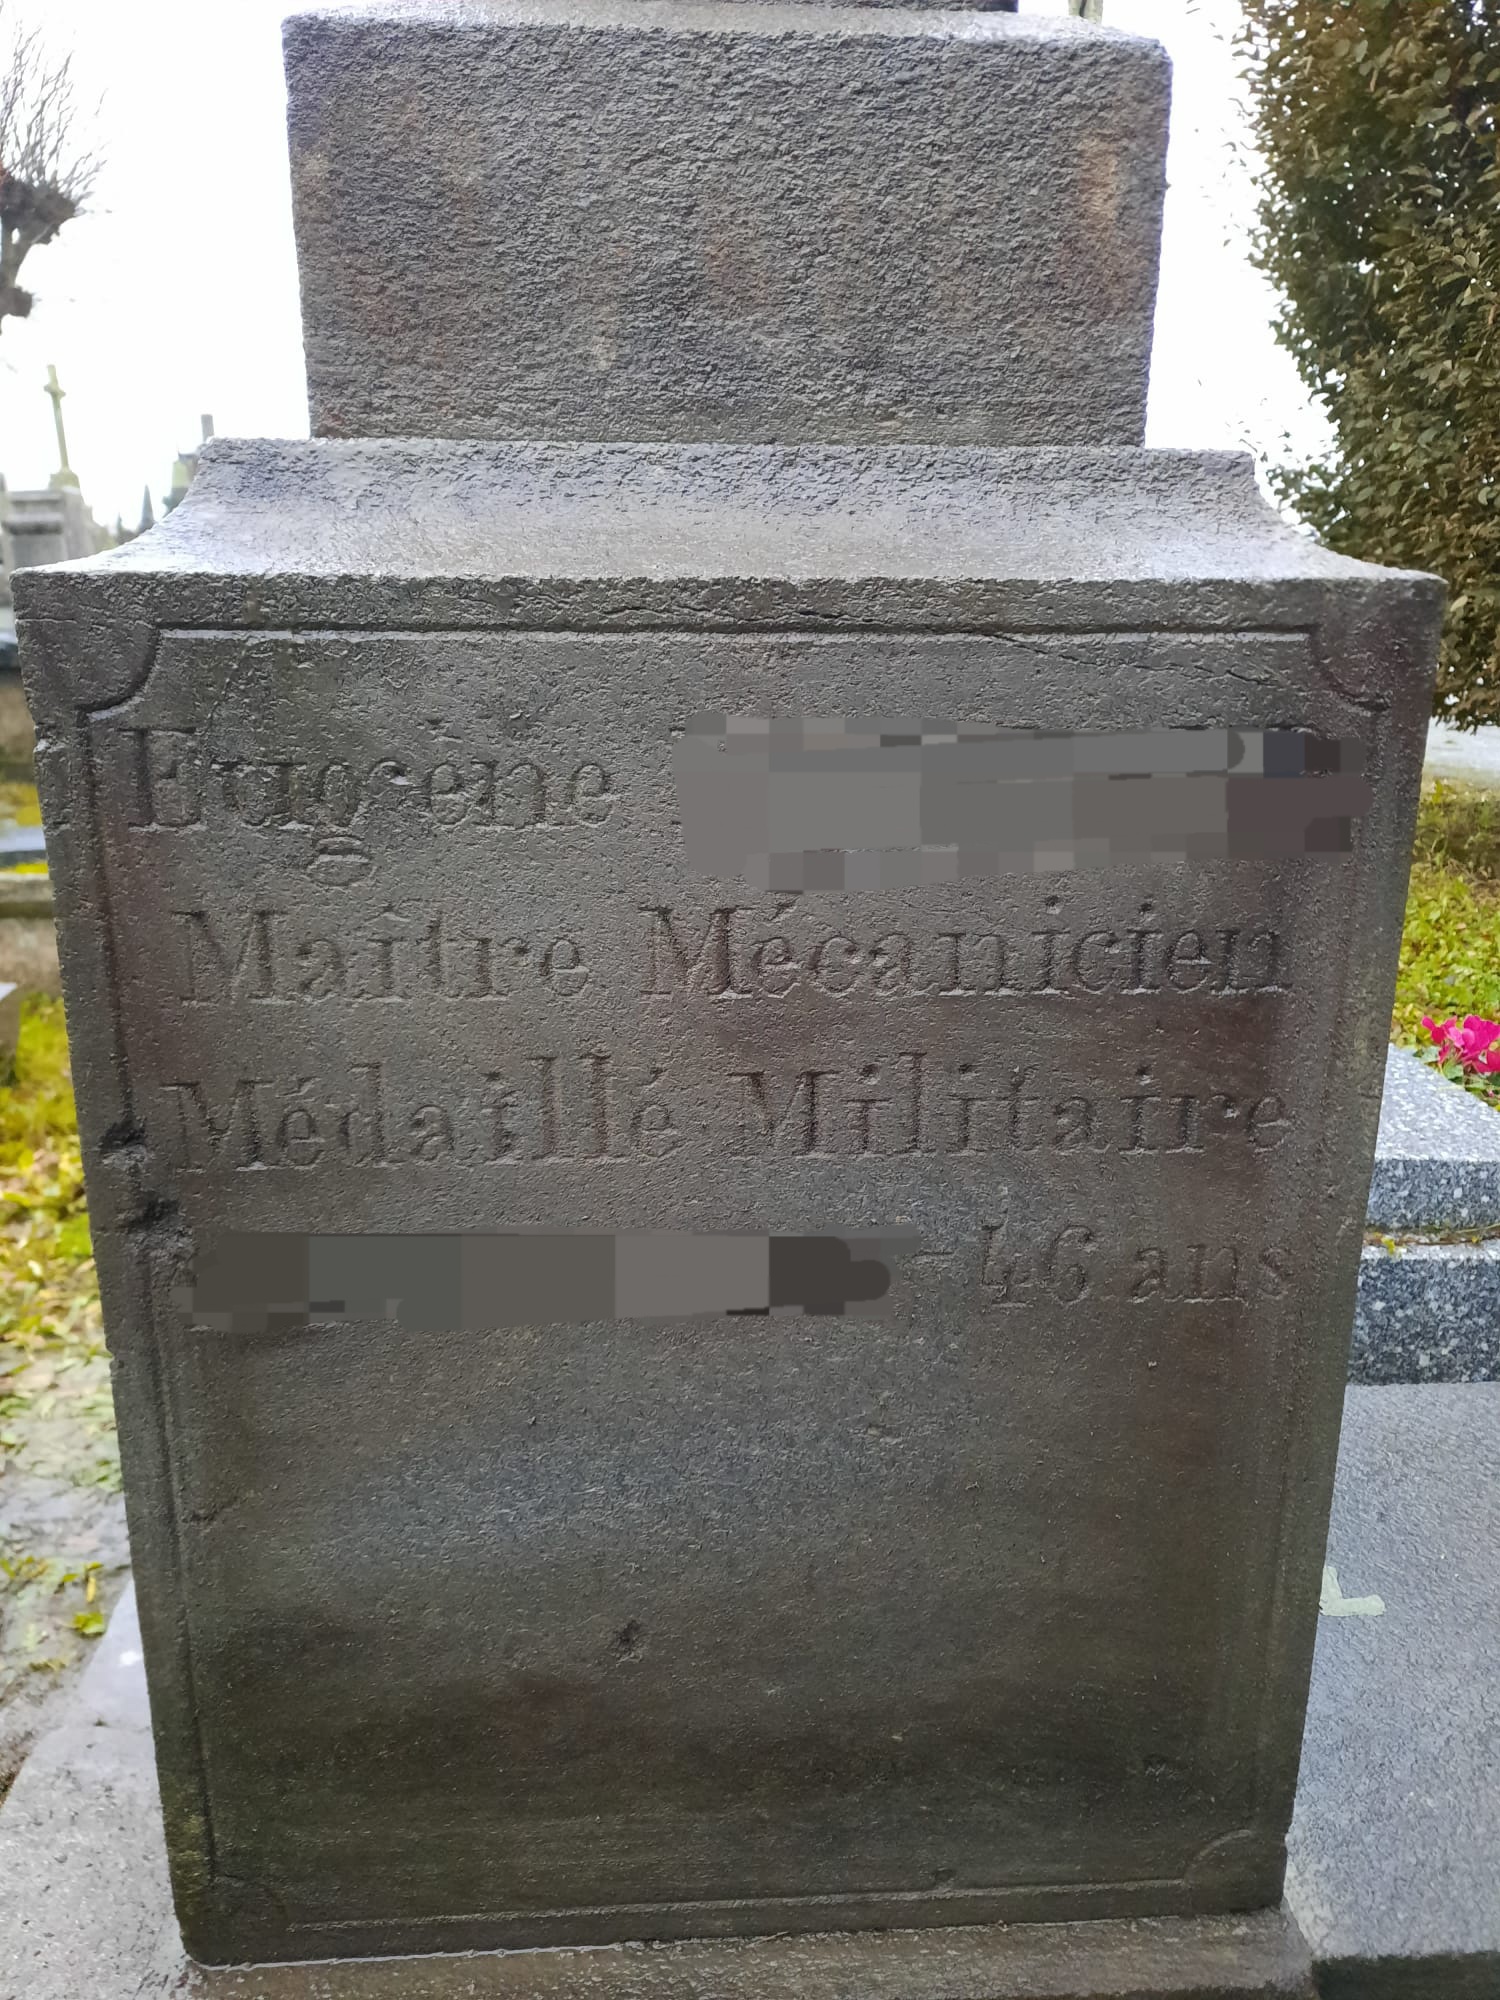 Eugène
Maître Mécanicien
Médaillé Militaire
- 46 ans